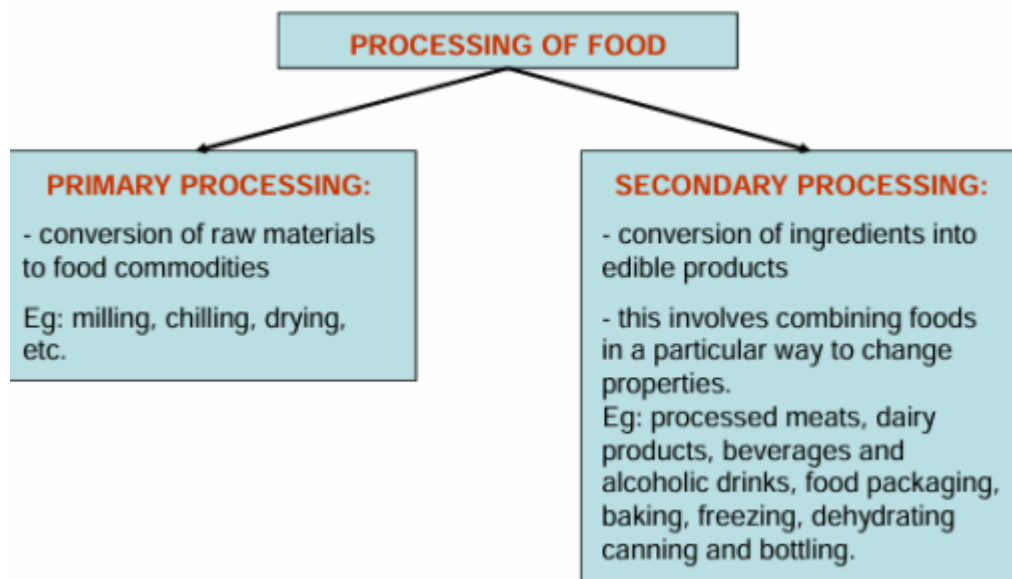 PROCESSING OF FOOD
PRIMARY PROCESSING:
- conversion of raw materials
to food commodities
Eg: milling, chilling, drying,
etc.
SECONDARY PROCESSING:
- conversion of ingredients into
edible products
- this involves combining foods
in a particular way to change
properties.
Eg: processed meats, dairy
products, beverages and
alcoholic drinks, food packaging,
baking, freezing, dehydrating
canning and bottling.